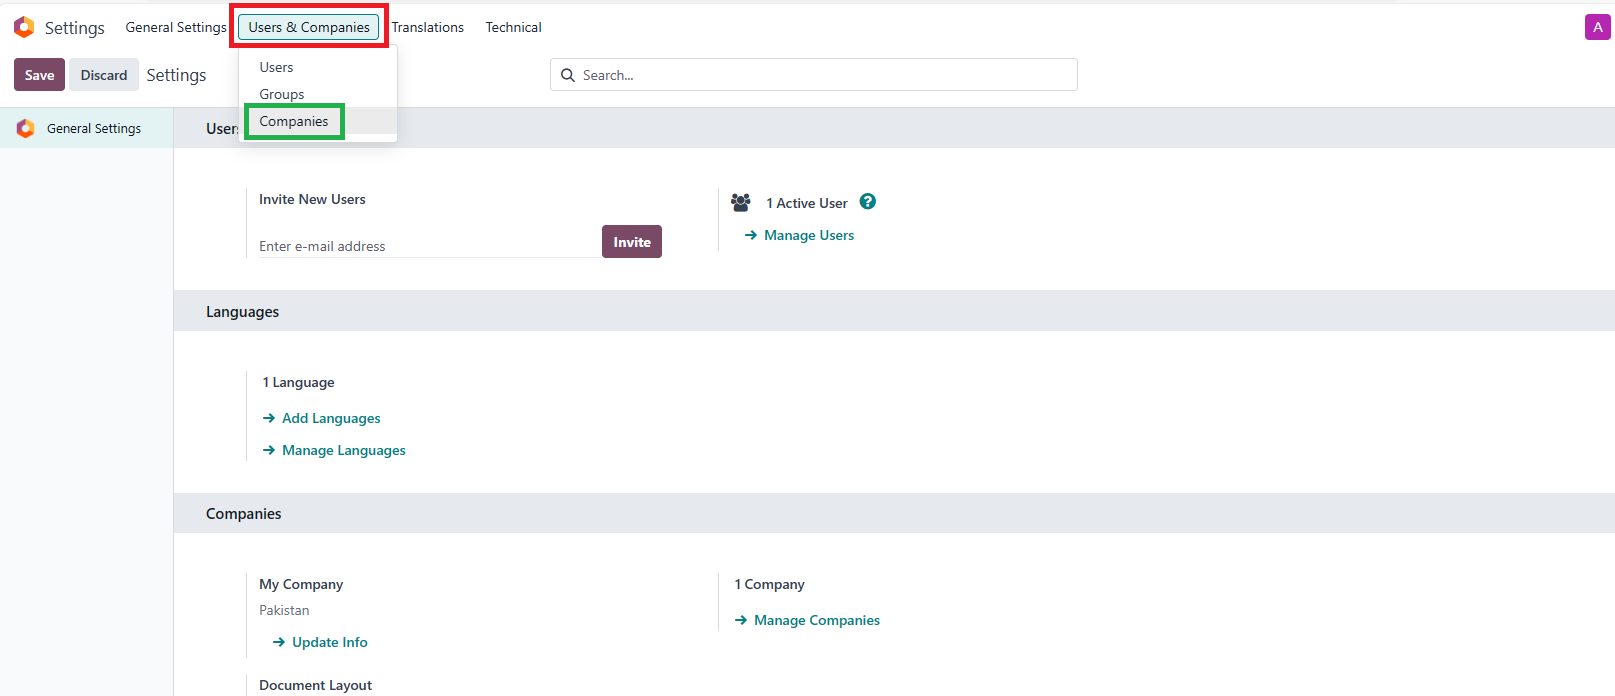 Settings General Settings Users & Companies Translations Technical A
Save Discard Settings Search...
Users
Groups
Companies
General Settings
Invite New Users
Enter e-mail address Invite
1 Active User ?
Manage Users
Languages
1 Language
Add Languages
Manage Languages
Companies
My Company
Pakistan
Update Info
1 Company
Manage Companies
Document Layout